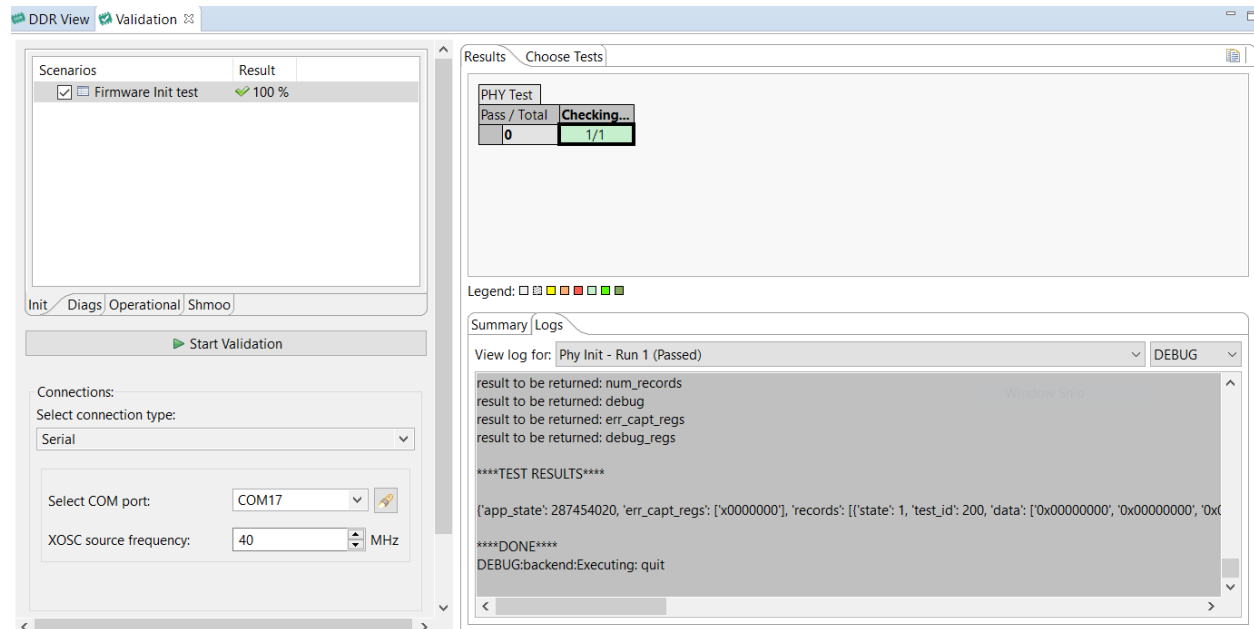 DDR View Validation
Scenarios Result
Firmware Init test 100 %
Init Diags Operational Shmoo
Start Validation
Connections:
Select connection type:
Serial
Select COM port: COM17
XOSC source frequency: 40 MHz
Results Choose Tests
PHY Test
Pass / Total Checking...
0 1/1
Legend:
Summary Logs
View log for: Phy Init - Run 1 (Passed) DEBUG
Window Snip
result to be returned: num_records
result to be returned: debug
result to be returned: err_capt_regs
result to be returned: debug_regs
****TEST RESULTS****
{'app_state': 287454020, 'err_capt_regs': ['x0000000'], 'records': [[{'state': 1, 'test_id': 200, 'data': ['0x00000000', '0x00000000', '0x(
****DONE****
DEBUG:backend:Executing: quit